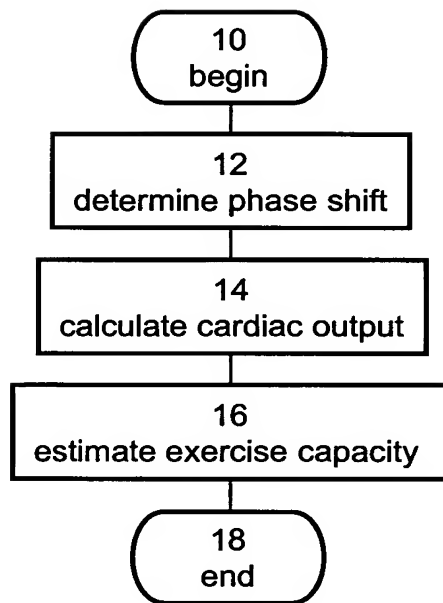 10
begin
12
determine phase shift
14
calculate cardiac output
16
estimate exercise capacity
18
end